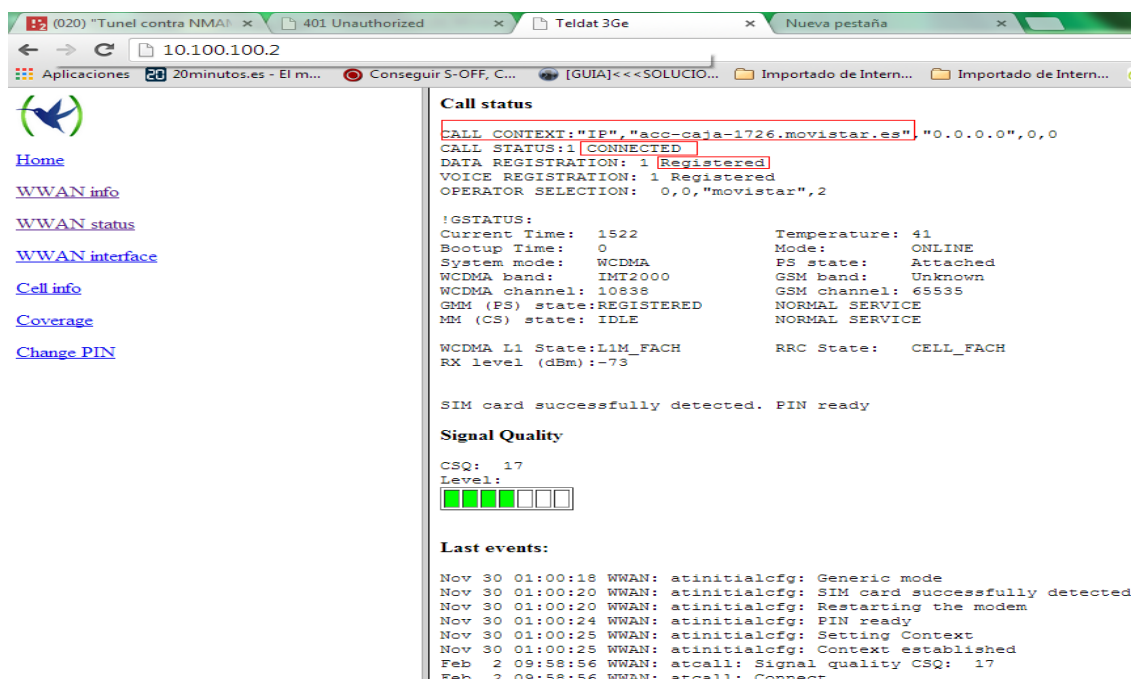 (020) "Tunel contra NMAN
401 Unauthorized
Teldat 3Ge
Nueva pestaña
10.100.100.2
Aplicaciones
20minutos.es - El m...
Conseguir S-OFF, C...
[GUIA]<<<SOLUCIO...
Importado de Intern...
Importado de Intern...
Home
WWAN info
WWAN status
WWAN interface
Cell info
Coverage
Change PIN
Call status
CALL CONTEXT:"IP","acc-caja-1726.movistar.es","0.0.0.0",0,0
CALL STATUS:1 CONNECTED
DATA REGISTRATION: 1 Registered
VOICE REGISTRATION: 1 Registered
OPERATOR SELECTION: 0,0,"movistar",2
!GSTATUS:
Current Time: 1522 Temperature: 41
Bootup Time: 0 Mode: ONLINE
System mode: WCDMA PS state: Attached
WCDMA band: IMT2000 GSM band: Unknown
WCDMA channel: 10838 GSM channel: 65535
GMM (PS) state:REGISTERED NORMAL SERVICE
MM (CS) state: IDLE NORMAL SERVICE
WCDMA L1 State:L1M_FACH RRC State: CELL_FACH
RX level (dBm):-73
SIM card successfully detected. PIN ready
Signal Quality
CSQ: 17
Level:
Last events:
Nov 30 01:00:18 WWAN: atinitialcfg: Generic mode
Nov 30 01:00:20 WWAN: atinitialcfg: SIM card successfully detected
Nov 30 01:00:20 WWAN: atinitialcfg: Restarting the modem
Nov 30 01:00:24 WWAN: atinitialcfg: PIN ready
Nov 30 01:00:25 WWAN: atinitialcfg: Setting Context
Nov 30 01:00:25 WWAN: atinitialcfg: Context established
Feb 2 09:58:56 WWAN: atcall: Signal quality CSQ: 17
Feb 2 09:58:56 WWAN: atcall: Connect